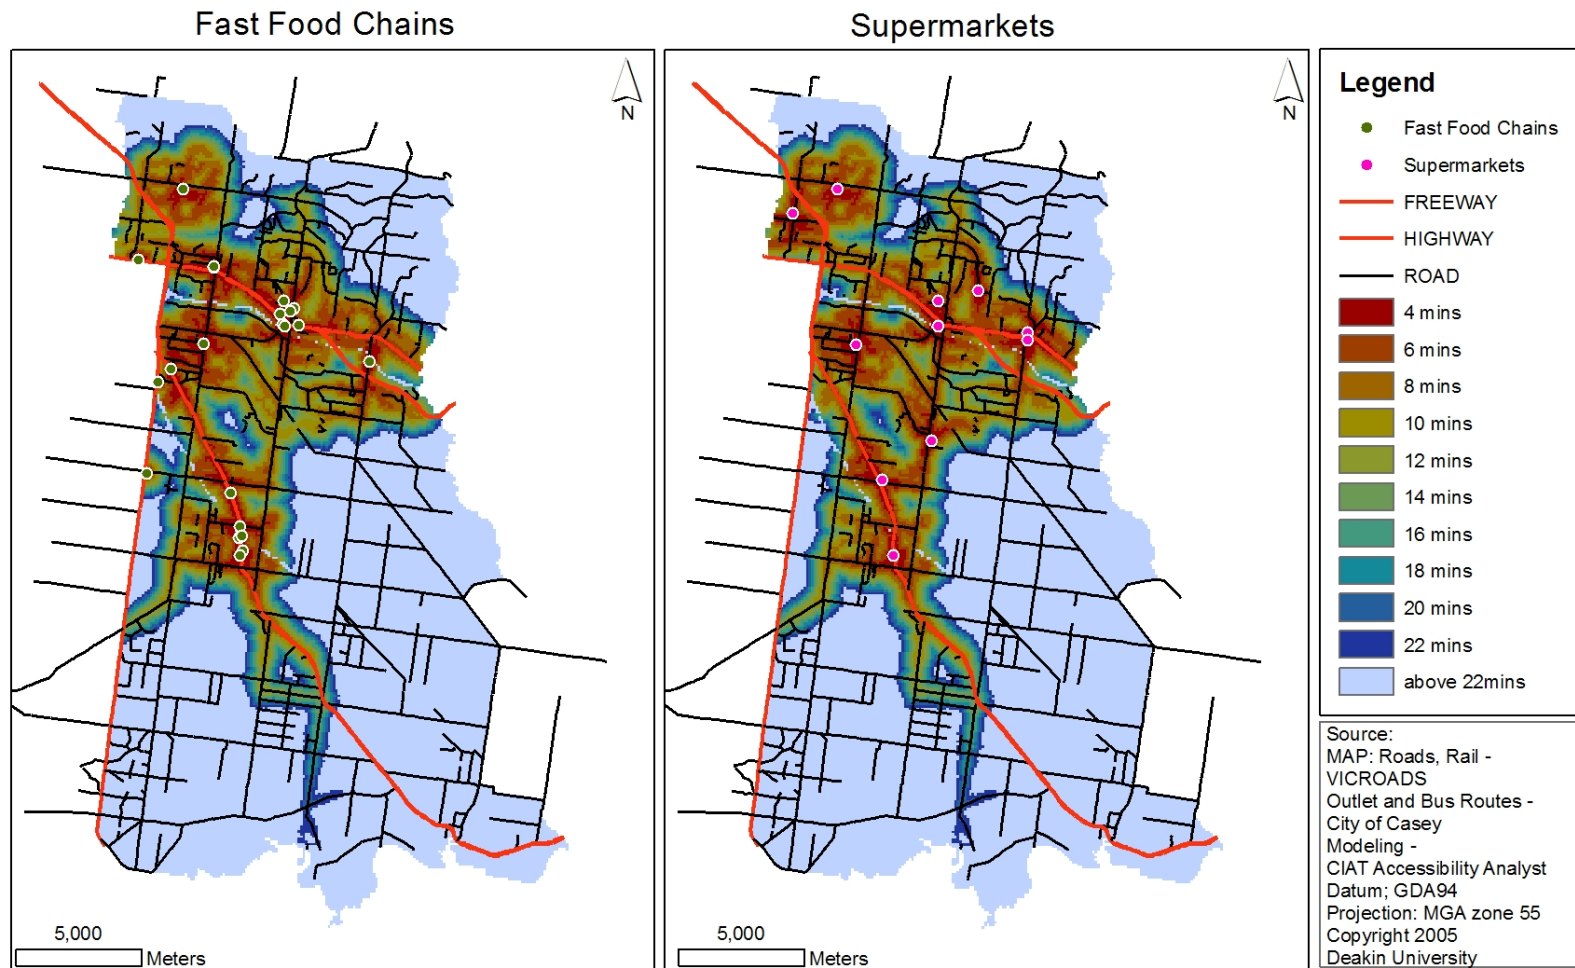 Fast Food Chains
Supermarkets
N
N
5,000
Meters
5,000
Meters
Legend
Fast Food Chains
Supermarkets
FREEWAY
HIGHWAY
ROAD
4 mins
6 mins
8 mins
10 mins
12 mins
14 mins
16 mins
18 mins
20 mins
22 mins
above 22mins
Source:
MAP: Roads, Rail -
VICROADS
Outlet and Bus Routes -
City of Casey
Modeling -
CIAT Accessibility Analyst
Datum; GDA94
Projection: MGA zone 55
Copyright 2005
Deakin University